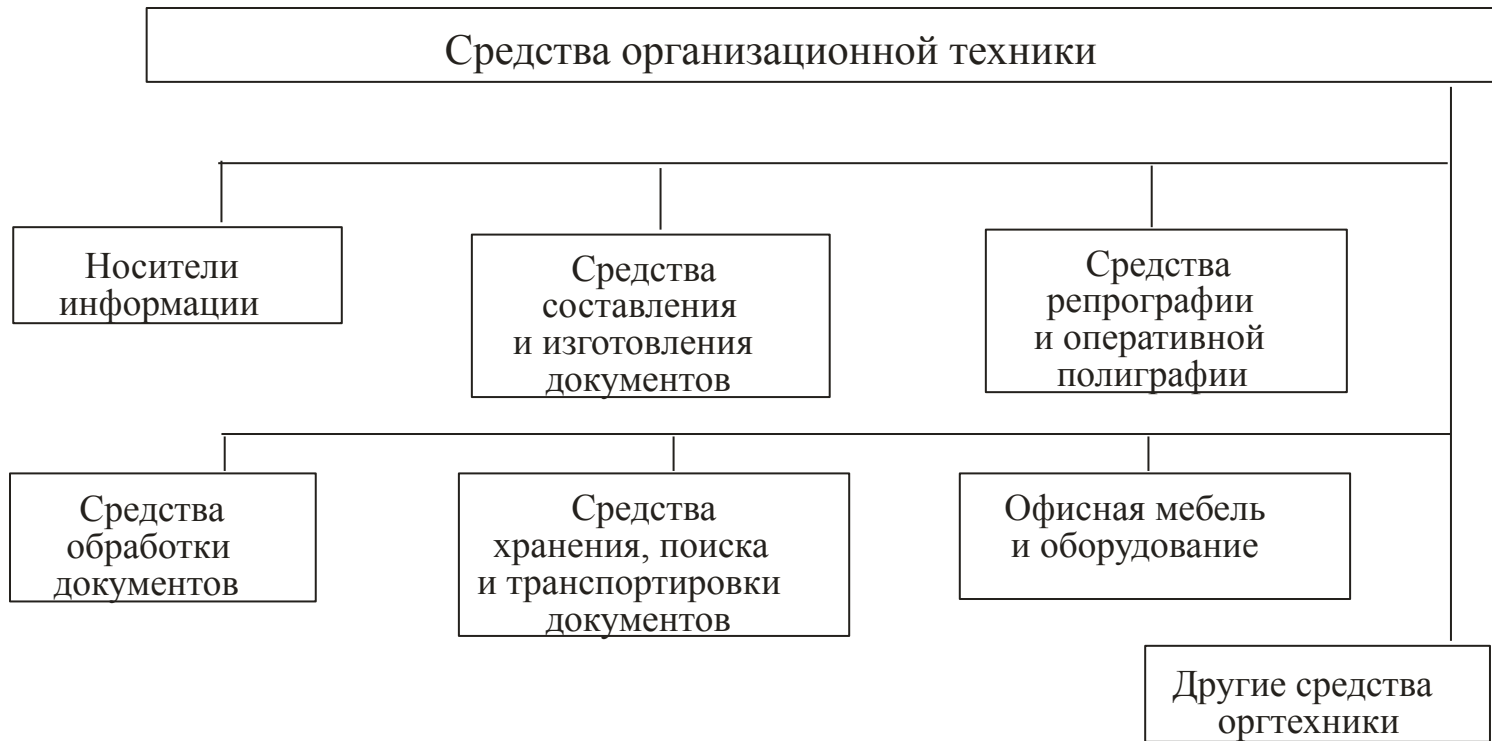 Средства организационной техники
Носители
информации
Средства
составления
и изготовления
документов
Средства
репрографии
и оперативной
полиграфии
Средства
обработки
документов
Средства
хранения, поиска
и транспортировки
документов
Офисная мебель
и оборудование
Другие средства
оргтехники